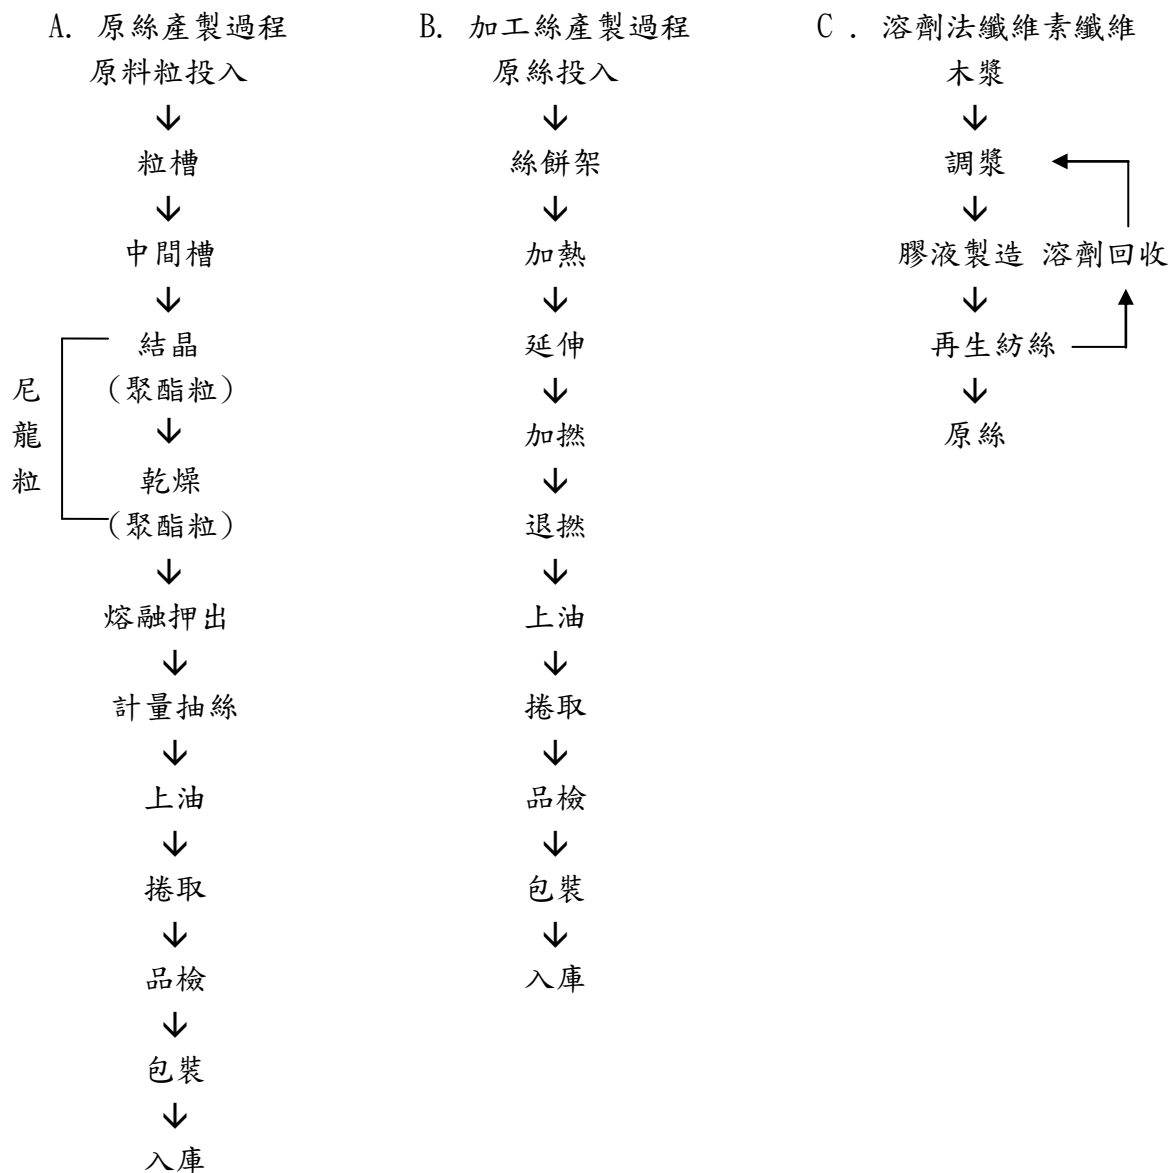 A. 原絲產製過程
原料粒投入
粒槽
中間槽
結晶
(聚酯粒)
乾燥
(聚酯粒)
尼龍粒
熔融押出
計量抽絲
上油
捲取
品檢
包裝
入庫
B. 加工絲產製過程
原絲投入
絲餅架
加熱
延伸
加撚
退撚
上油
捲取
品檢
包裝
入庫
C . 溶劑法纖維素纖維
木漿
調漿
膠液製造 溶劑回收
再生紡絲
原絲